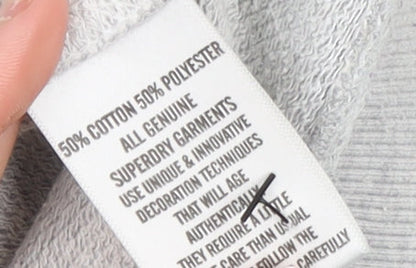 50% COTTON 50% POLYESTER
ALL GENUINE
SUPERDRY GARMENTS
USE UNIQUE & INNOVATIVE
DECORATION TECHNIQUES
THAT WILL AGE
AUTHENTICALLY
THEY REQUIRE A LITTLE
CARE THAN USUAL
FOLLOW THE
CAREFULLY